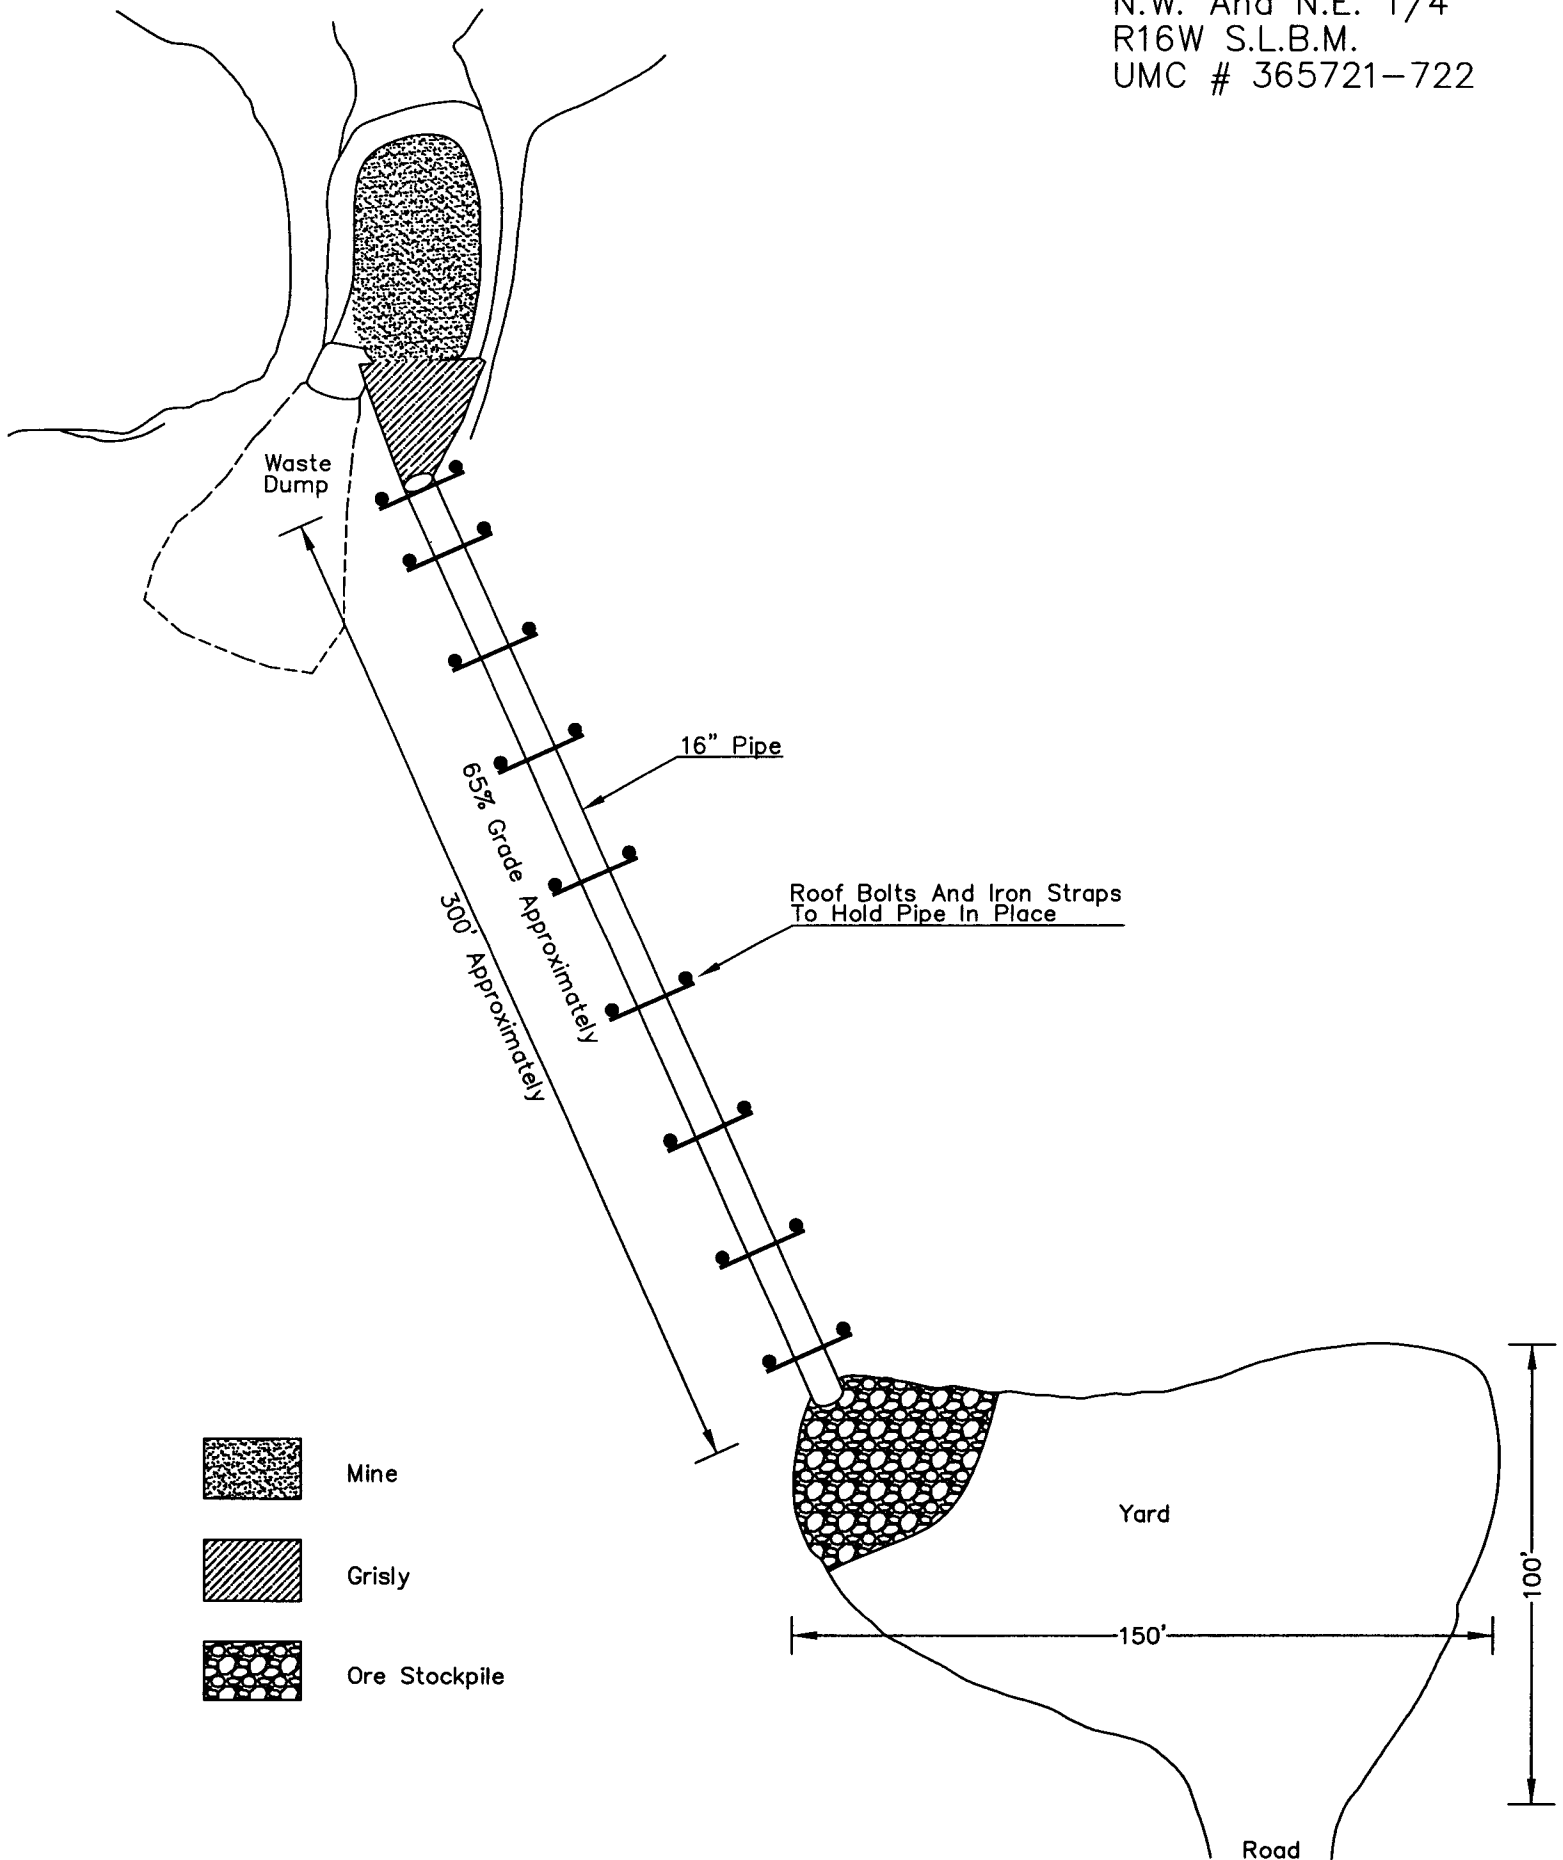 N.W. And N.E. 1/4
R16W S.L.B.M.
UMC # 365721-722
Waste
Dump
16" Pipe
65% Grade Approximately
300' Approximately
Roof Bolts And Iron Straps
To Hold Pipe In Place
Mine
Grisly
Ore Stockpile
Yard
100'
150'
Road